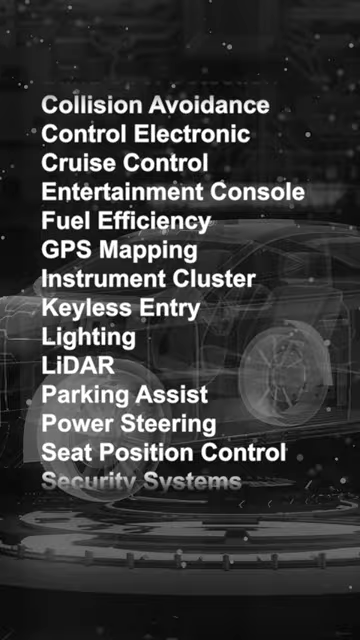 Collision Avoidance
Control Electronic
Cruise Control
Entertainment Console
Fuel Efficiency
GPS Mapping
Instrument Cluster
Keyless Entry
Lighting
LiDAR
Parking Assist
Power Steering
Seat Position Control
Security Systems